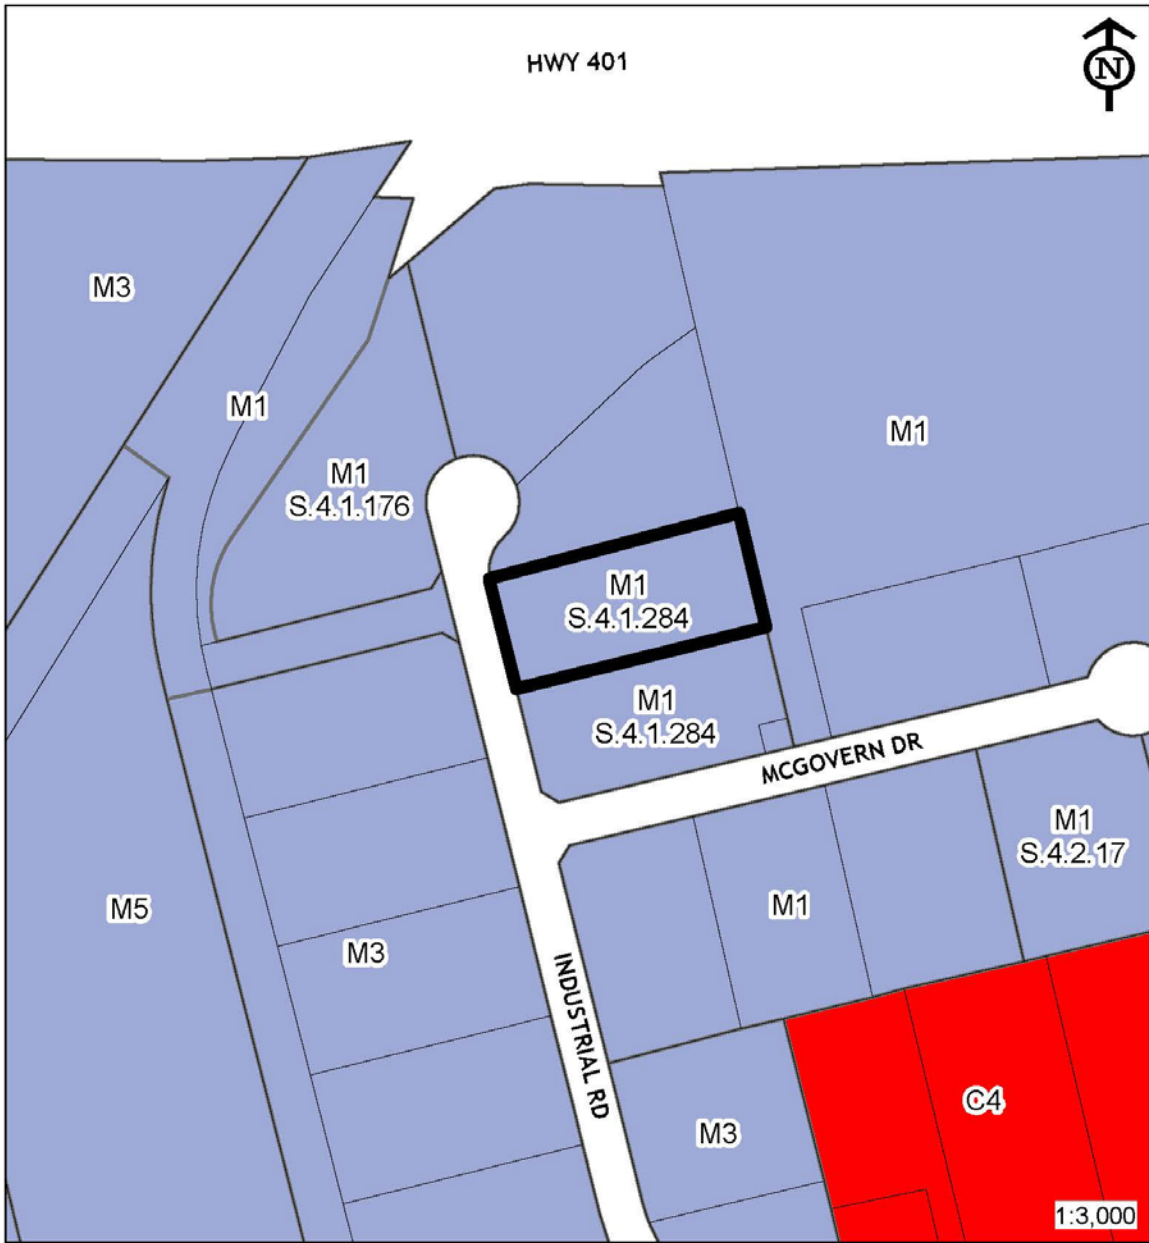 HWY 401
N
M3
M1
M1
M1
S.4.1.176
M1
S.4.1.284
M1
S.4.1.284
MCGOVERN DR
M1
S.4.2.17
M5
M1
M3
INDUSTRIAL RD
C4
M3
1:3,000